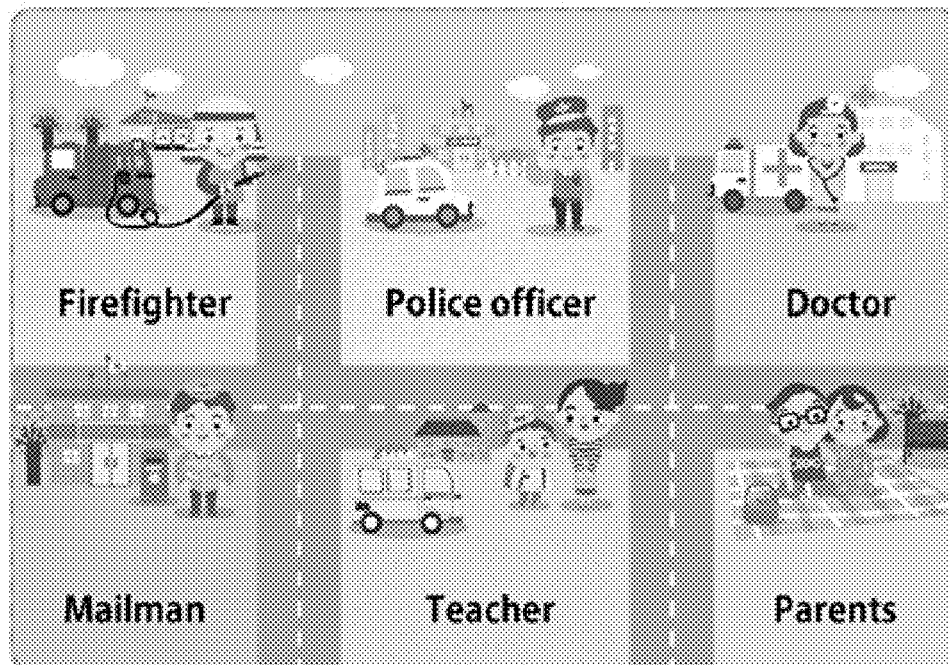 Firefighter
Police officer
Doctor
Mailman
Teacher
Parents